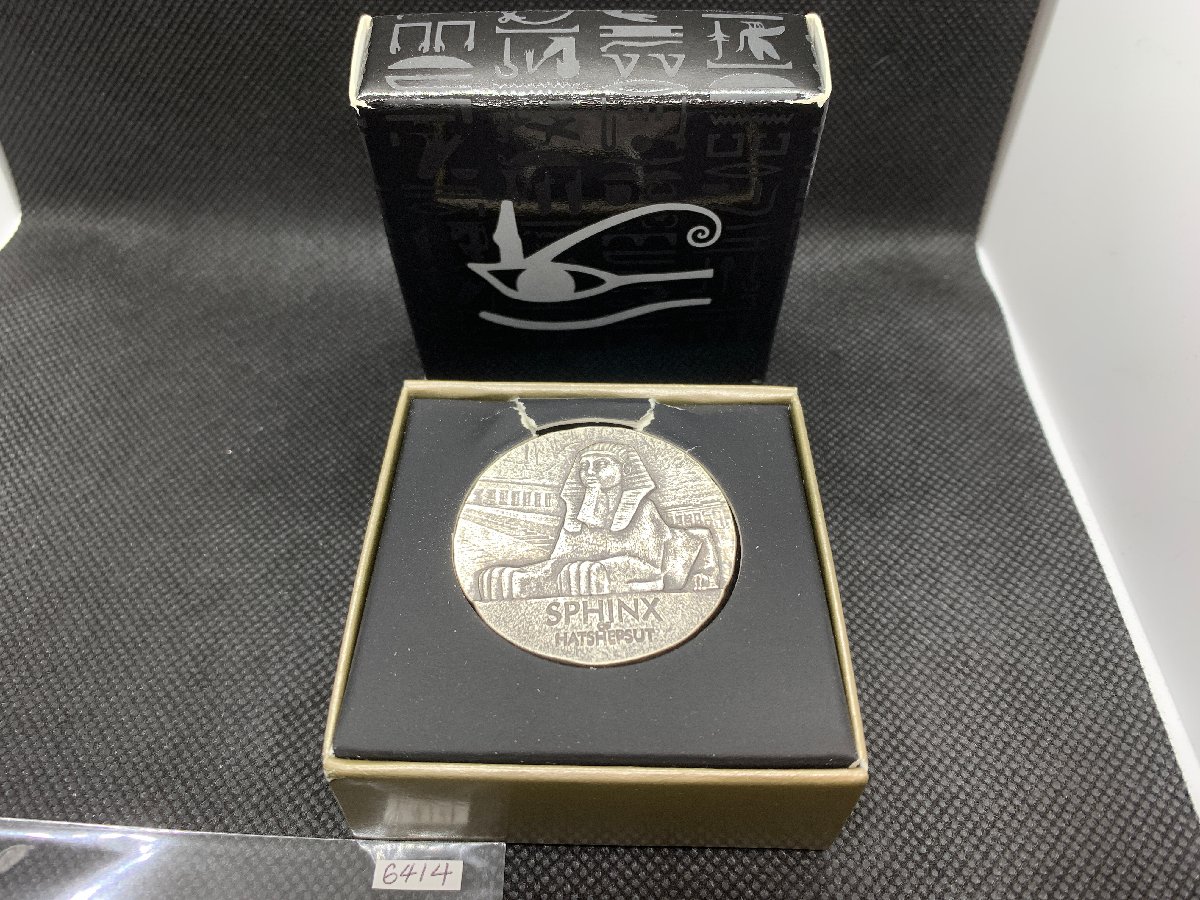 SPHINX
OF
HATSHEPSUT
6414